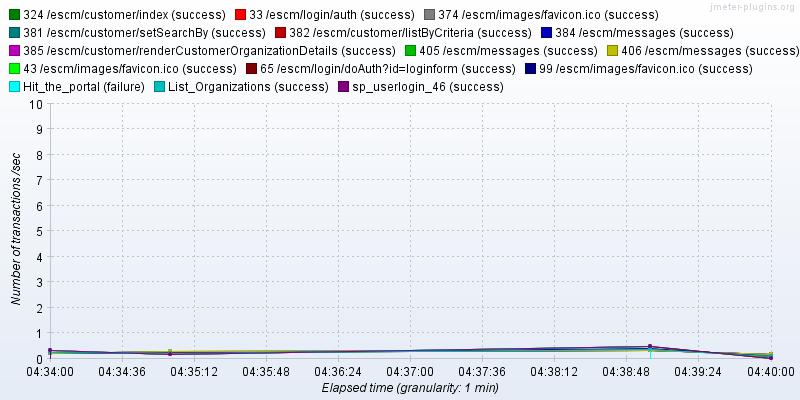 jmeter-plugins.org
324 /escm/customer/index (success) 33 /escm/login/auth (success) 374 /escm/images/favicon.ico (success)
381 /escm/customer/setSearchBy (success) 382 /escm/customer/listByCriteria (success) 384 /escm/messages (success)
385 /escm/customer/renderCustomerOrganizationDetails (success) 405 /escm/messages (success) 406 /escm/messages (success)
43 /escm/images/favicon.ico (success) 65 /escm/login/doAuth?id=loginform (success) 99 /escm/images/favicon.ico (success)
Hit_the_portal (failure) List_Organizations (success) sp_userlogin_46 (success)
Number of transactions /sec
10
9
8
7
6
5
4
3
2
1
0
04:34:00 04:34:36 04:35:12 04:35:48 04:36:24 04:37:00 04:37:36 04:38:12 04:38:48 04:39:24 04:40:00
Elapsed time (granularity: 1 min)